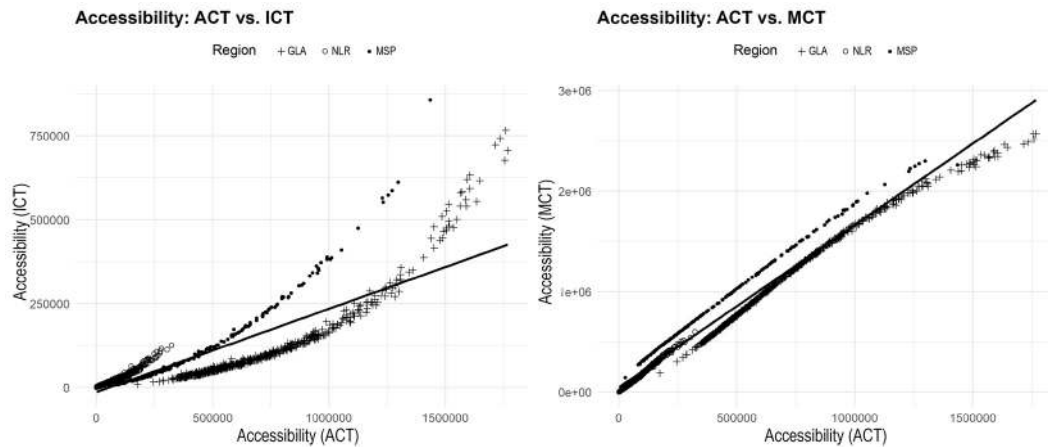 Accessibility: ACT vs. ICT
Region + GLA ○ NLR • MSP
750000
500000
250000
0
Accessibility (ICT)
0 500000 1000000 1500000
Accessibility (ACT)
Accessibility: ACT vs. MCT
Region + GLA ○ NLR • MSP
3e+06
2e+06
1e+06
0e+00
Accessibility (MCT)
0 500000 1000000 1500000
Accessibility (ACT)